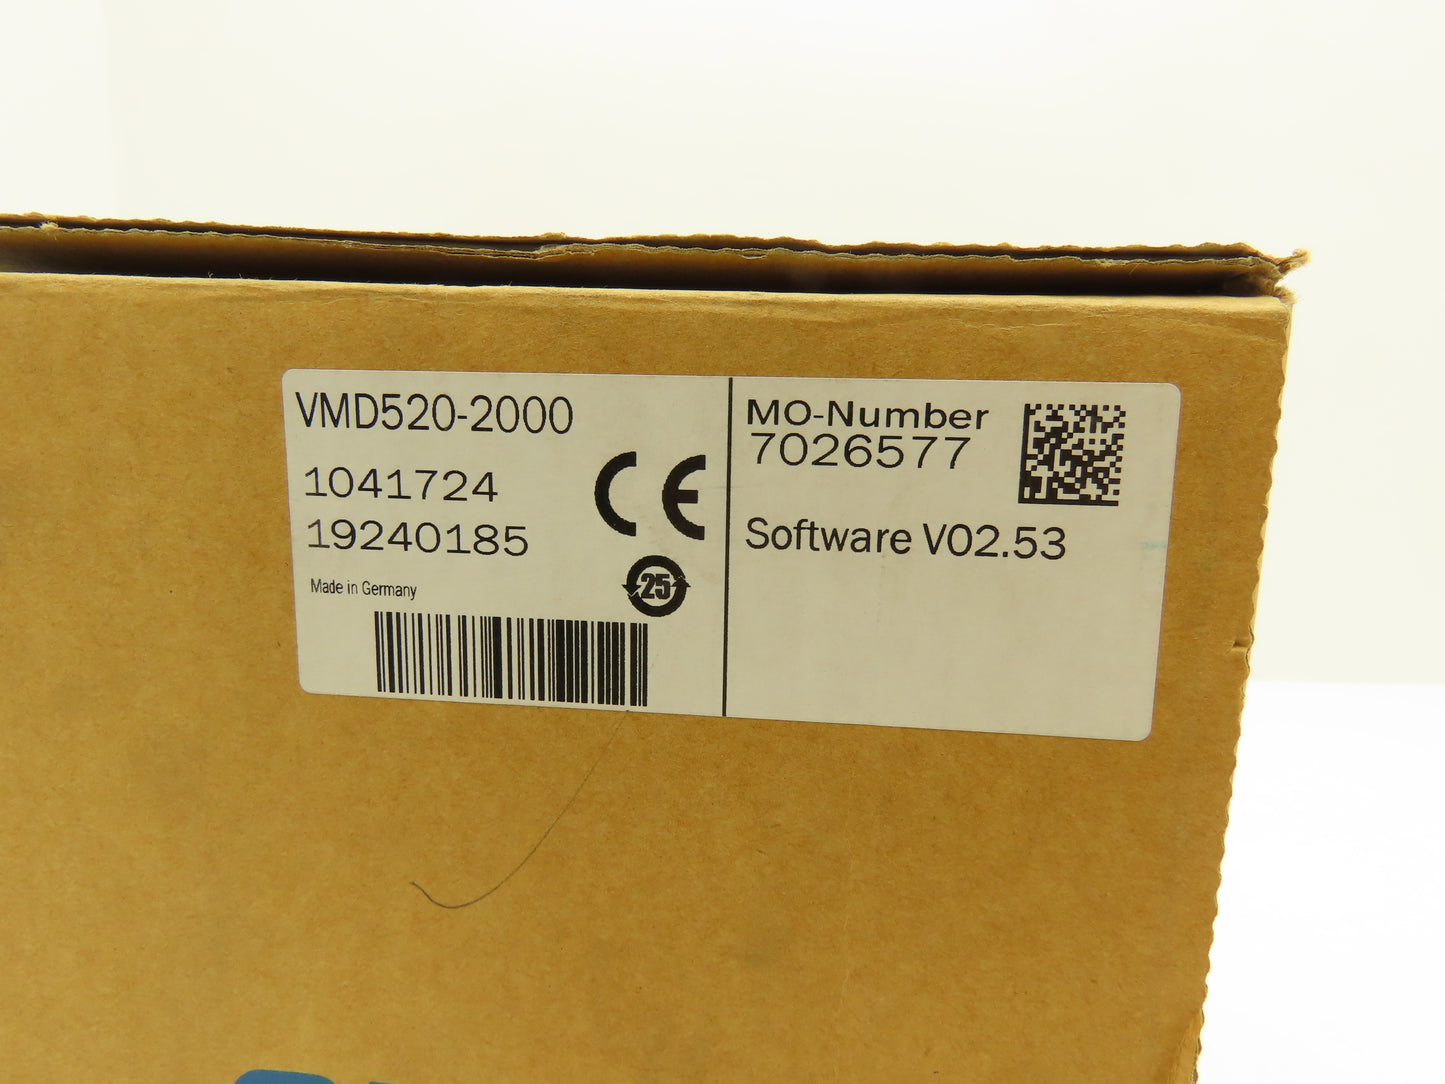 VMD520-2000
1041724
19240185
Made in Germany
CE
25
MO-Number
7026577
Software V02.53